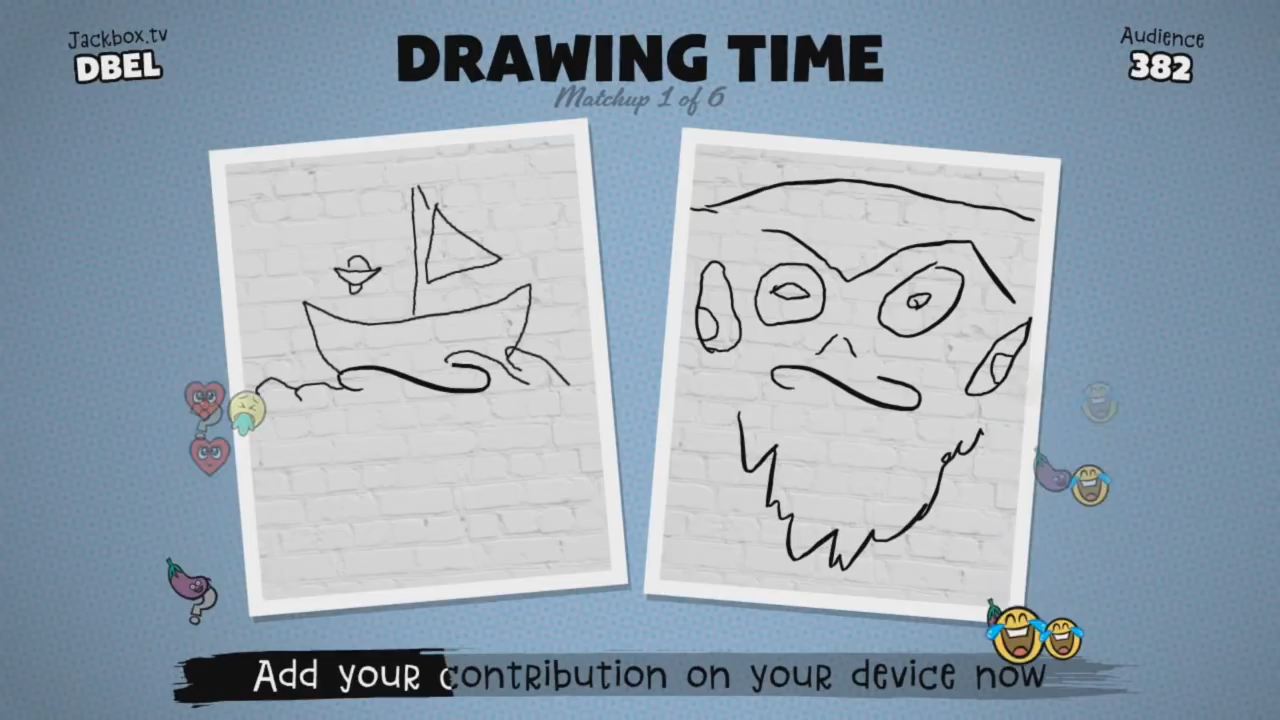 Jackbox.tv
DBEL
DRAWING TIME
Matchup 1 of 6
Audience
382
Add your contribution on your device now